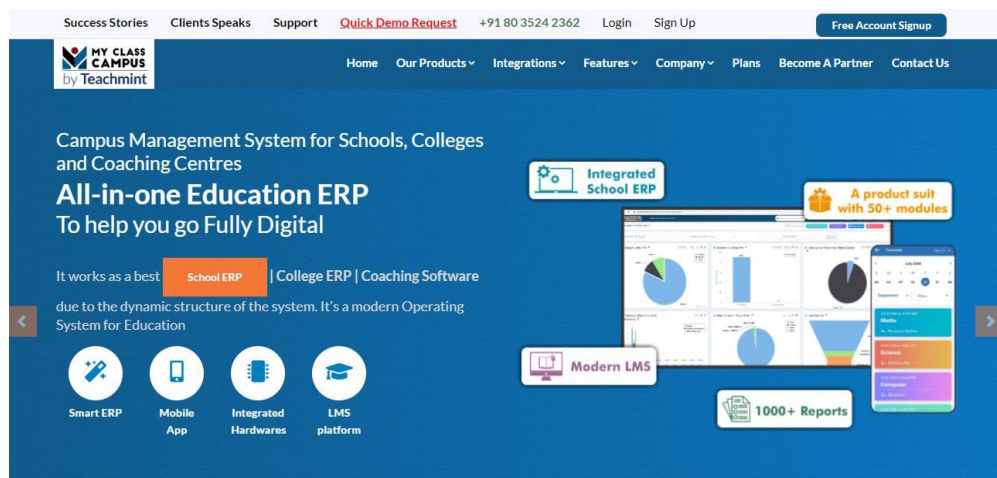 Success Stories Clients Speaks Support Quick Demo Request +91 80 3524 2362 Login Sign Up Free Account Signup
MY CLASS
CAMPUS
by Teachmint
Home Our Products Integrations Features Company Plans Become A Partner Contact Us
Campus Management System for Schools, Colleges
and Coaching Centres
All-in-one Education ERP
To help you go Fully Digital
It works as a best School ERP | College ERP | Coaching Software
due to the dynamic structure of the system. It's a modern Operating
System for Education
Smart ERP
Mobile
App
Integrated
Hardwares
LMS
platform
Integrated
School ERP
A product suit
with 50+ modules
Modern LMS
1000+ Reports
July 2020
Maths
Science
Computer